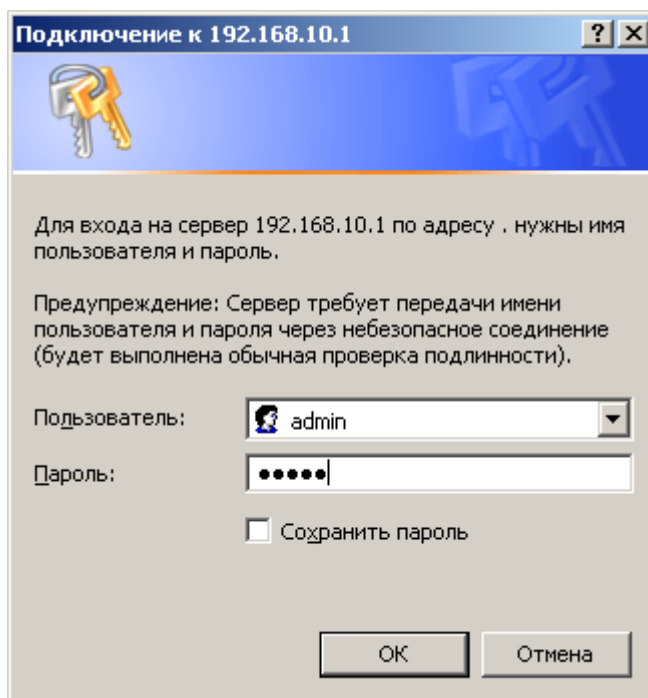 Подключение к 192.168.10.1
Для входа на сервер 192.168.10.1 по адресу . нужны имя
пользователя и пароль.
Предупреждение: Сервер требует передачи имени
пользователя и пароля через небезопасное соединение
(будет выполнена обычная проверка подлинности).
Пользователь: admin
Пароль: •••••
Сохранить пароль
ОК Отмена